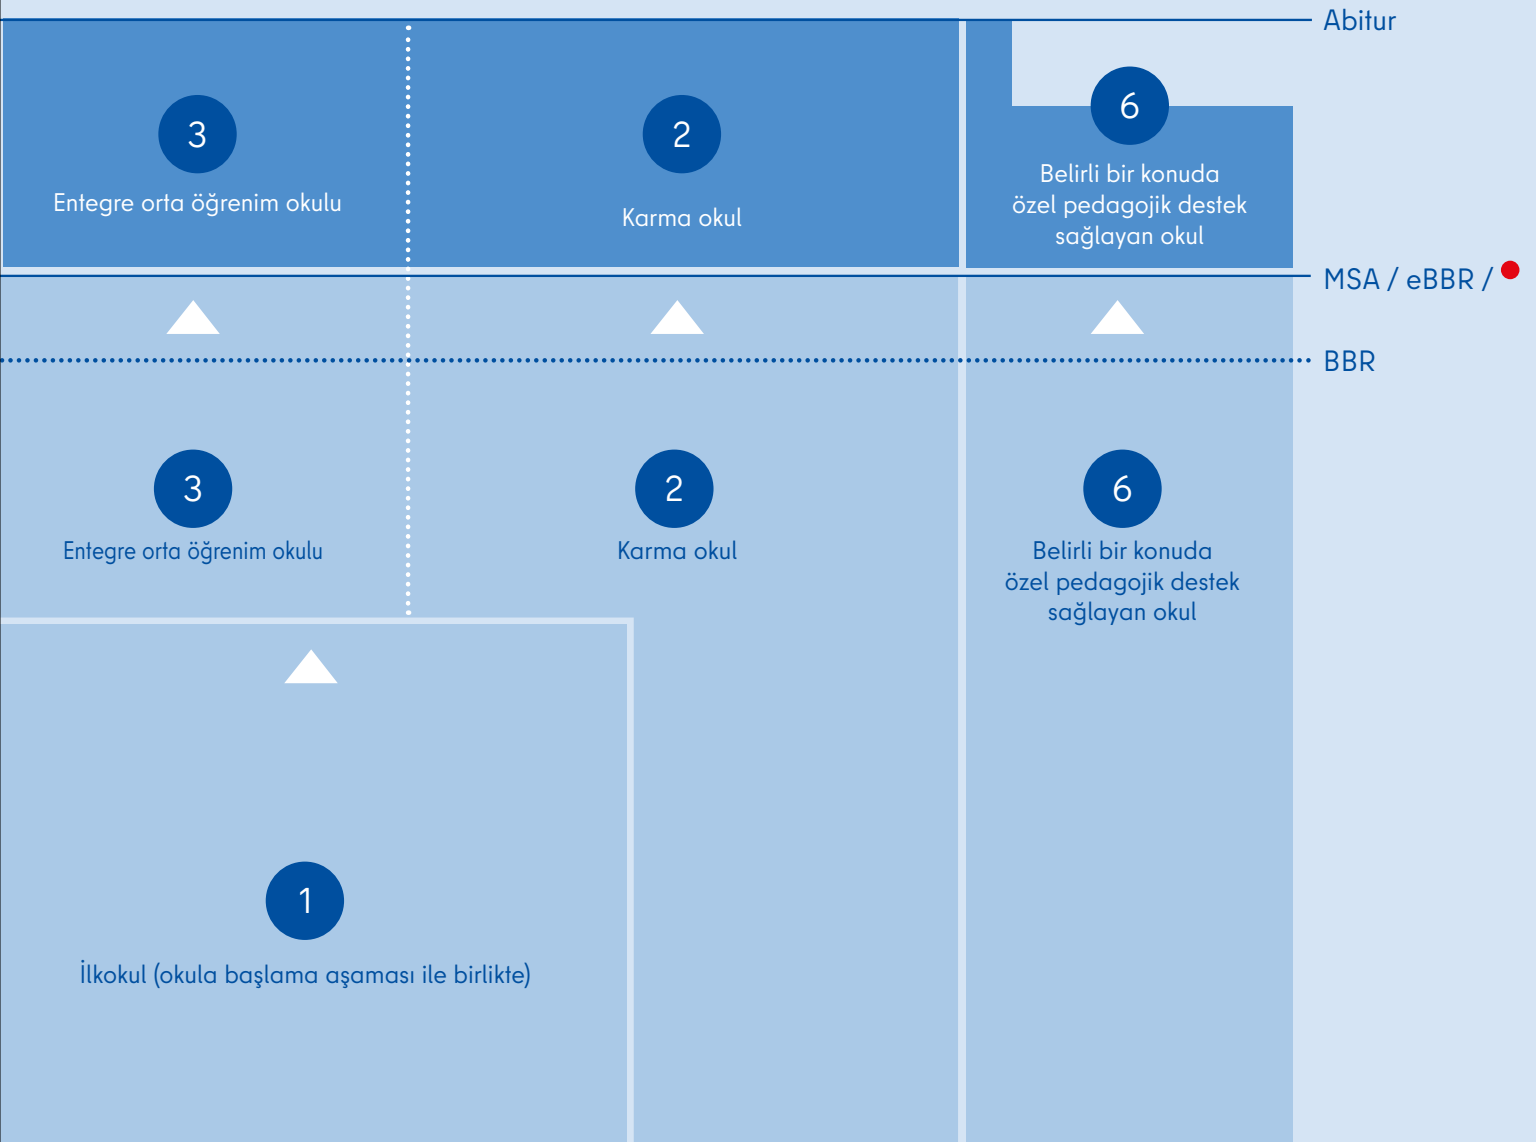 Abitur
3
Entegre orta öğrenim okulu
2
Karma okul
6
Belirli bir konuda
özel pedagojik destek
sağlayan okul
MSA / eBBR /
BBR
3
Entegre orta öğrenim okulu
2
Karma okul
6
Belirli bir konuda
özel pedagojik destek
sağlayan okul
1
İlkokul (okula başlama aşaması ile birlikte)